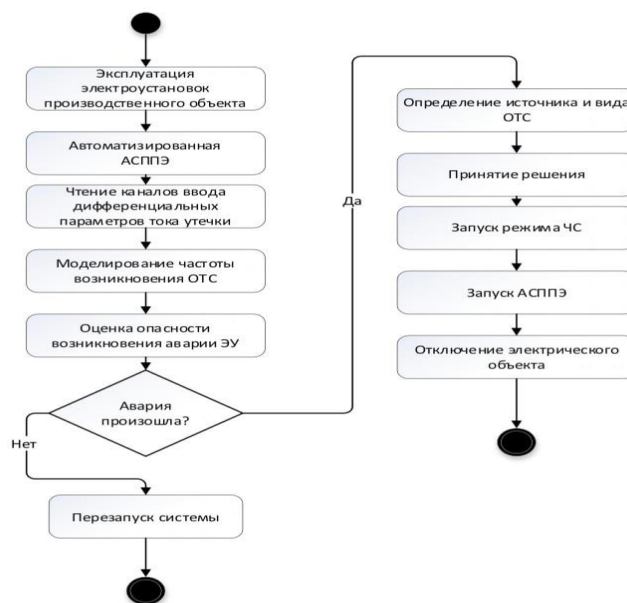 Эксплуатация
электроустановок
производственного объекта
Автоматизированная
АСППЭ
Чтение каналов ввода
дифференциальных
параметров тока утечки
Моделирование частоты
возникновения ОТС
Оценка опасности
возникновения аварии ЭУ
Авария
произошла?
Нет
Перезапуск системы
Да
Определение источника и вида
ОТС
Принятие решения
Запуск режима ЧС
Запуск АСППЭ
Отключение электрического
объекта